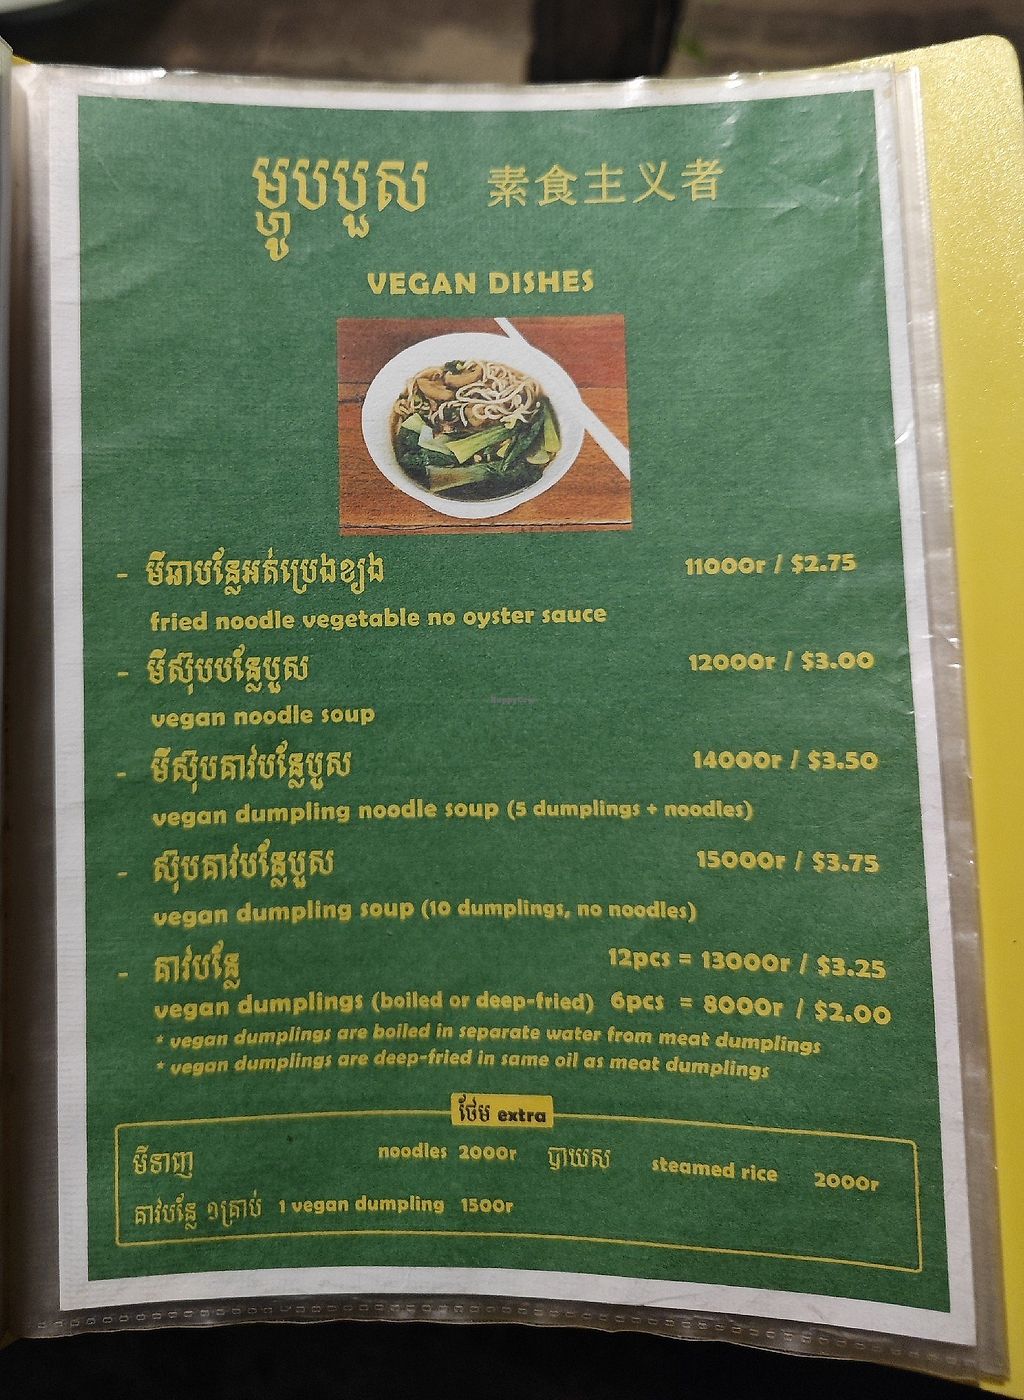 ម្ហូបបួស 素食主义者
VEGAN DISHES
- មីឆាបន្លែអត់ប្រេងខ្យង 11000r / $2.75
fried noodle vegetable no oyster sauce
- មីស៊ុបបន្លែបួស 12000r / $3.00
vegan noodle soup
- មីស៊ុបគាវបន្លែបួស 14000r / $3.50
vegan dumpling noodle soup (5 dumplings + noodles)
- ស៊ុបគាវបន្លែបួស 15000r / $3.75
vegan dumpling soup (10 dumplings, no noodles)
- គាវបន្លែ 12pcs = 13000r / $3.25
vegan dumplings (boiled or deep-fried) 6pcs = 8000r / $2.00
* vegan dumplings are boiled in separate water from meat dumplings
* vegan dumplings are deep-fried in same oil as meat dumplings
ថែម extra
មីទាញ noodles 2000r បាយស steamed rice 2000r
គាវបន្លែ ១គ្រាប់ 1 vegan dumpling 1500r